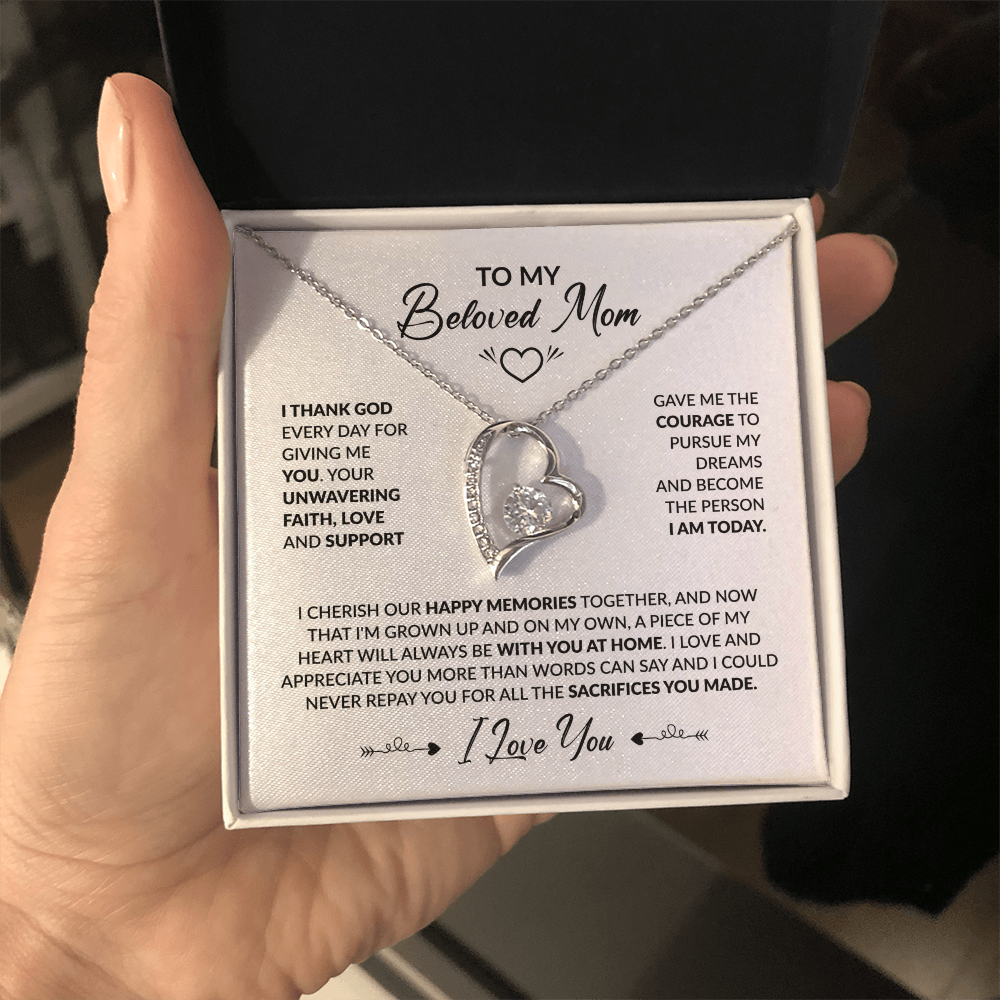 TO MY
Beloved Mom
I THANK GOD
EVERY DAY FOR
GIVING ME
YOU. YOUR
UNWAVERING
FAITH, LOVE
AND SUPPORT
GAVE ME THE
COURAGE TO
PURSUE MY
DREAMS
AND BECOME
THE PERSON
I AM TODAY.
I CHERISH OUR HAPPY MEMORIES TOGETHER, AND NOW
THAT I'M GROWN UP AND ON MY OWN, A PIECE OF MY
HEART WILL ALWAYS BE WITH YOU AT HOME. I LOVE AND
APPRECIATE YOU MORE THAN WORDS CAN SAY AND I COULD
NEVER REPAY YOU FOR ALL THE SACRIFICES YOU MADE.
I Love You